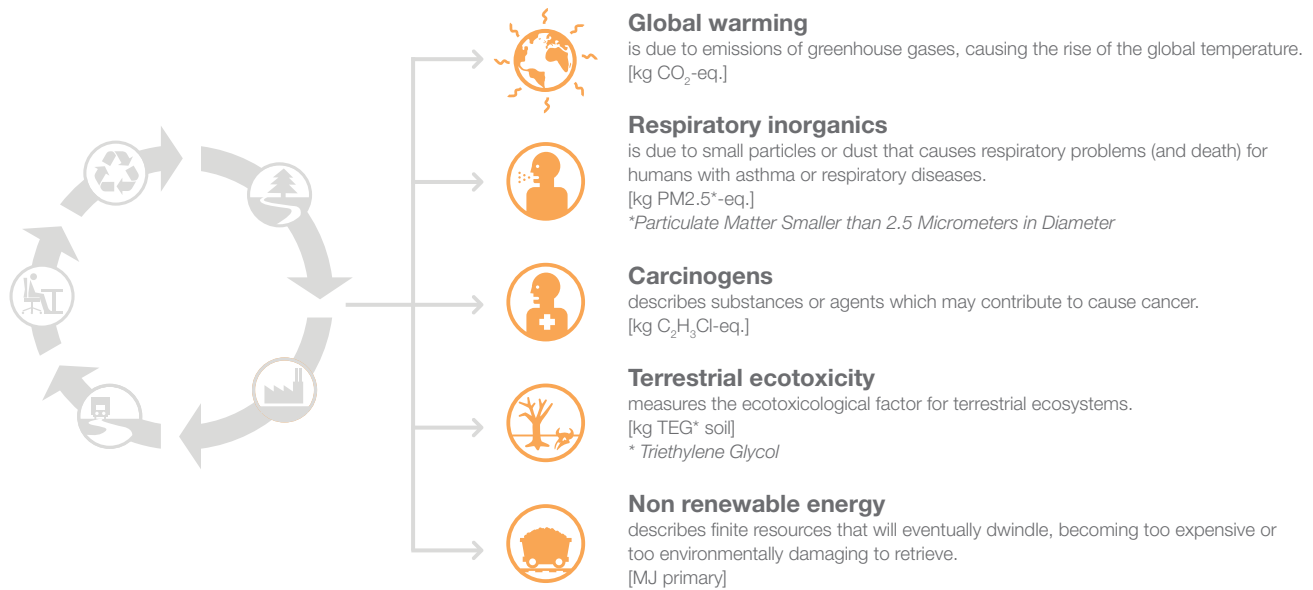 Global warming
is due to emissions of greenhouse gases, causing the rise of the global temperature.
[kg CO₂-eq.]
Respiratory inorganics
is due to small particles or dust that causes respiratory problems (and death) for
humans with asthma or respiratory diseases.
[kg PM2.5*-eq.]
*Particulate Matter Smaller than 2.5 Micrometers in Diameter
Carcinogens
describes substances or agents which may contribute to cause cancer.
[kg C₂H₃Cl-eq.]
Terrestrial ecotoxicity
measures the ecotoxicological factor for terrestrial ecosystems.
[kg TEG* soil]
* Triethylene Glycol
Non renewable energy
describes finite resources that will eventually dwindle, becoming too expensive or
too environmentally damaging to retrieve.
[MJ primary]